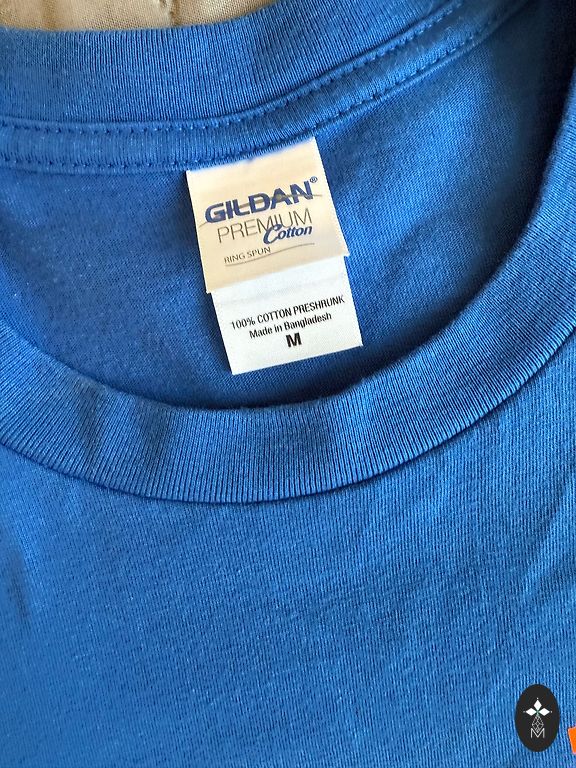 GILDAN®
PREMIUM
Cotton
RING SPUN
100% COTTON PRESHRUNK
Made in Bangladesh
M
M